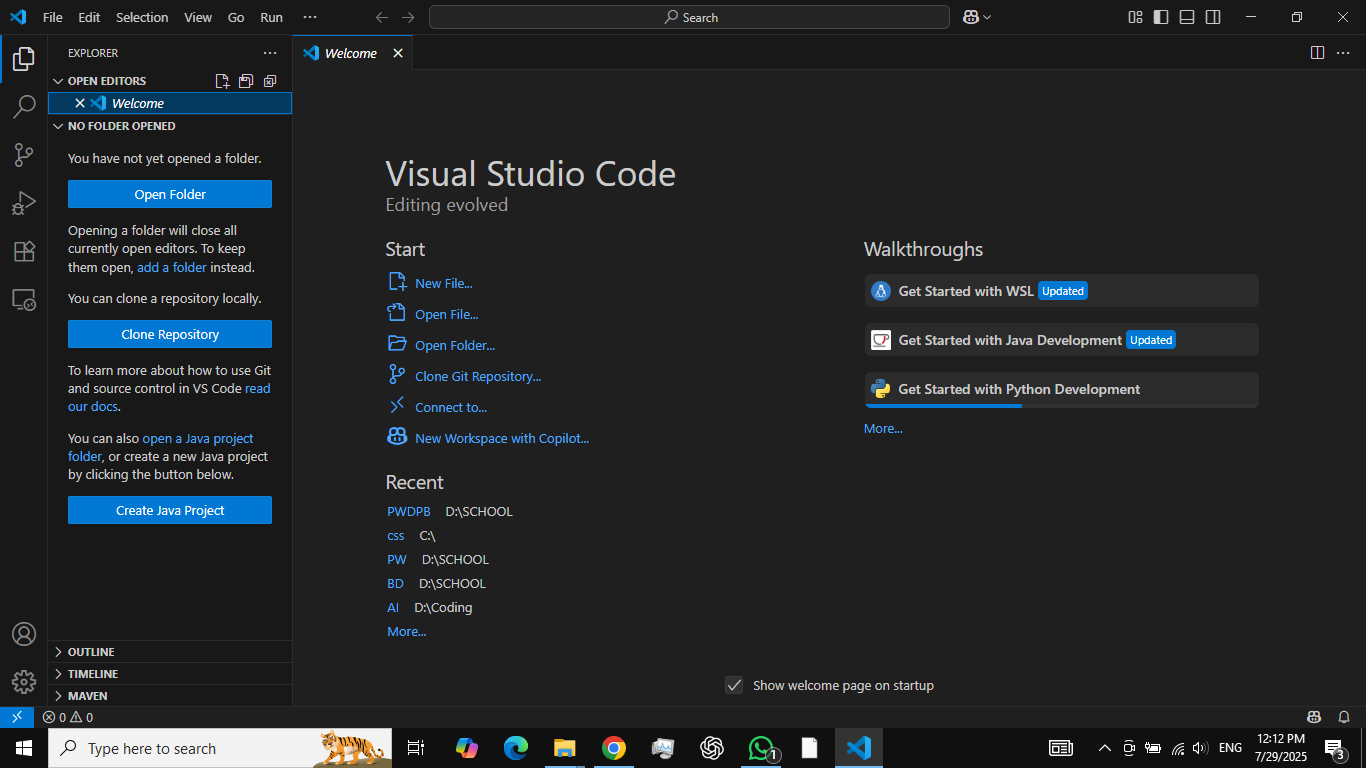 File Edit Selection View Go Run ···
Search
EXPLORER
Welcome
OPEN EDITORS
Welcome
NO FOLDER OPENED
You have not yet opened a folder.
Open Folder
Opening a folder will close all
currently open editors. To keep
them open, add a folder instead.
You can clone a repository locally.
Clone Repository
To learn more about how to use Git
and source control in VS Code read
our docs.
You can also open a Java project
folder, or create a new Java project
by clicking the button below.
Create Java Project
OUTLINE
TIMELINE
MAVEN
Visual Studio Code
Editing evolved
Start
New File...
Open File...
Open Folder...
Clone Git Repository...
Connect to...
New Workspace with Copilot...
Recent
PWDPB D:\SCHOOL
css C:\
PW D:\SCHOOL
BD D:\SCHOOL
AI D:\Coding
More...
Walkthroughs
Get Started with WSL Updated
Get Started with Java Development Updated
Get Started with Python Development
More...
Show welcome page on startup
0 0
Type here to search
1
ENG
12:12 PM
7/29/2025
3